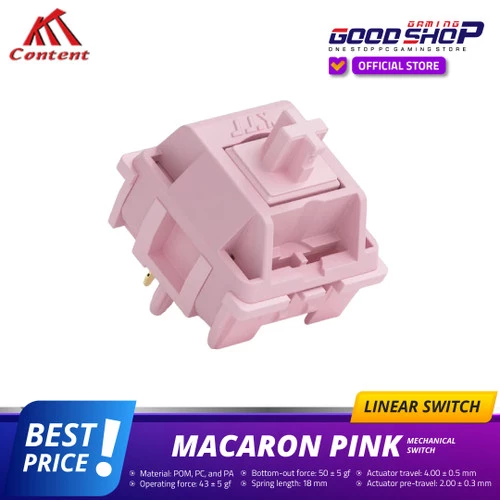 Content
GAMING
GOOD SHOP
ONE STOP PC GAMING STORE
OFFICIAL STORE
LINEAR SWITCH
BEST
PRICE!
MACARON PINK
MECHANICAL
SWITCH
• Material: POM, PC, and PA
• Operating force: 43 ± 5 gf
• Bottom-out force: 50 ± 5 gf
• Spring length: 18 mm
• Actuator travel: 4.00 ± 0.5 mm
• Actuator pre-travel: 2.00 ± 0.3 mm